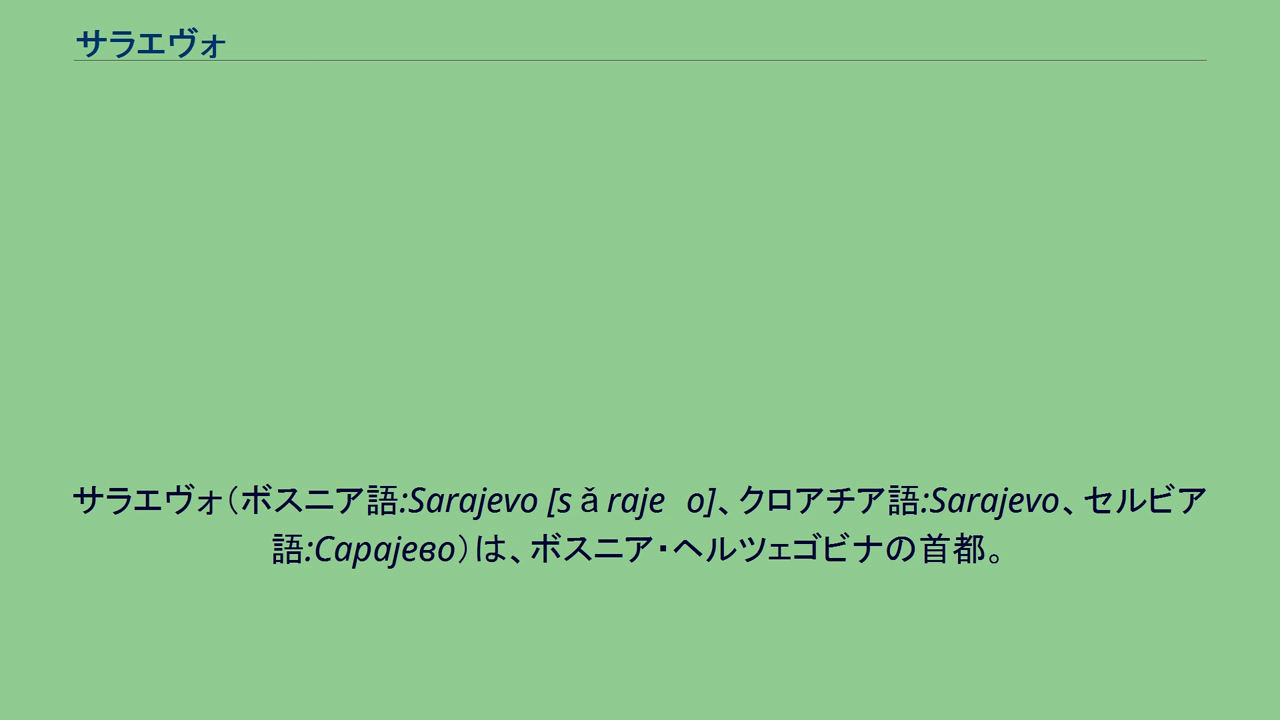 サラエヴォ
サラエヴォ（ボスニア語:Sarajevo [s ǎ raje o]、クロアチア語:Sarajevo、セルビア
語:Сарајево）は、ボスニア・ヘルツェゴビナの首都。